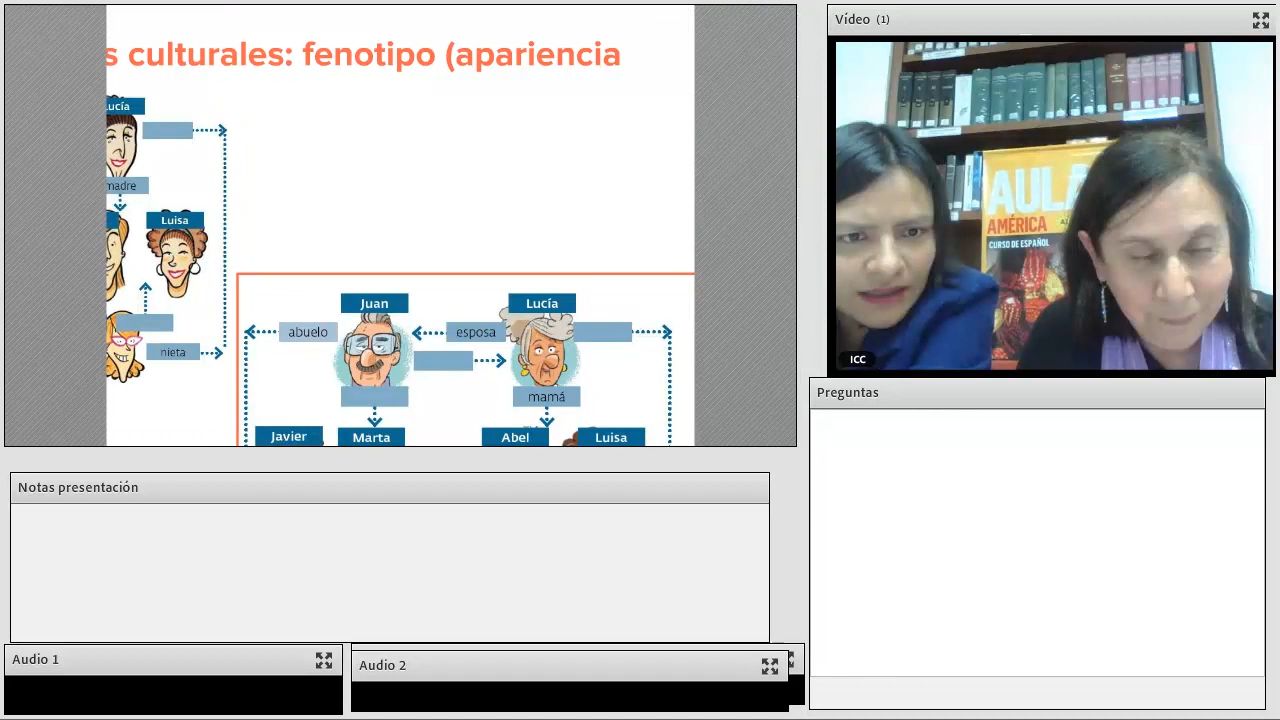 s culturales: fenotipo (apariencia
ucía
madre
Luisa
nieta
Juan
Lucía
abuelo
esposa
mamá
Javier
Marta
Abel
Luisa
Vídeo (1)
AULA
AMÉRICA
CURSO DE ESPAÑOL
ICC
Preguntas
Notas presentación
Audio 1
Audio 2